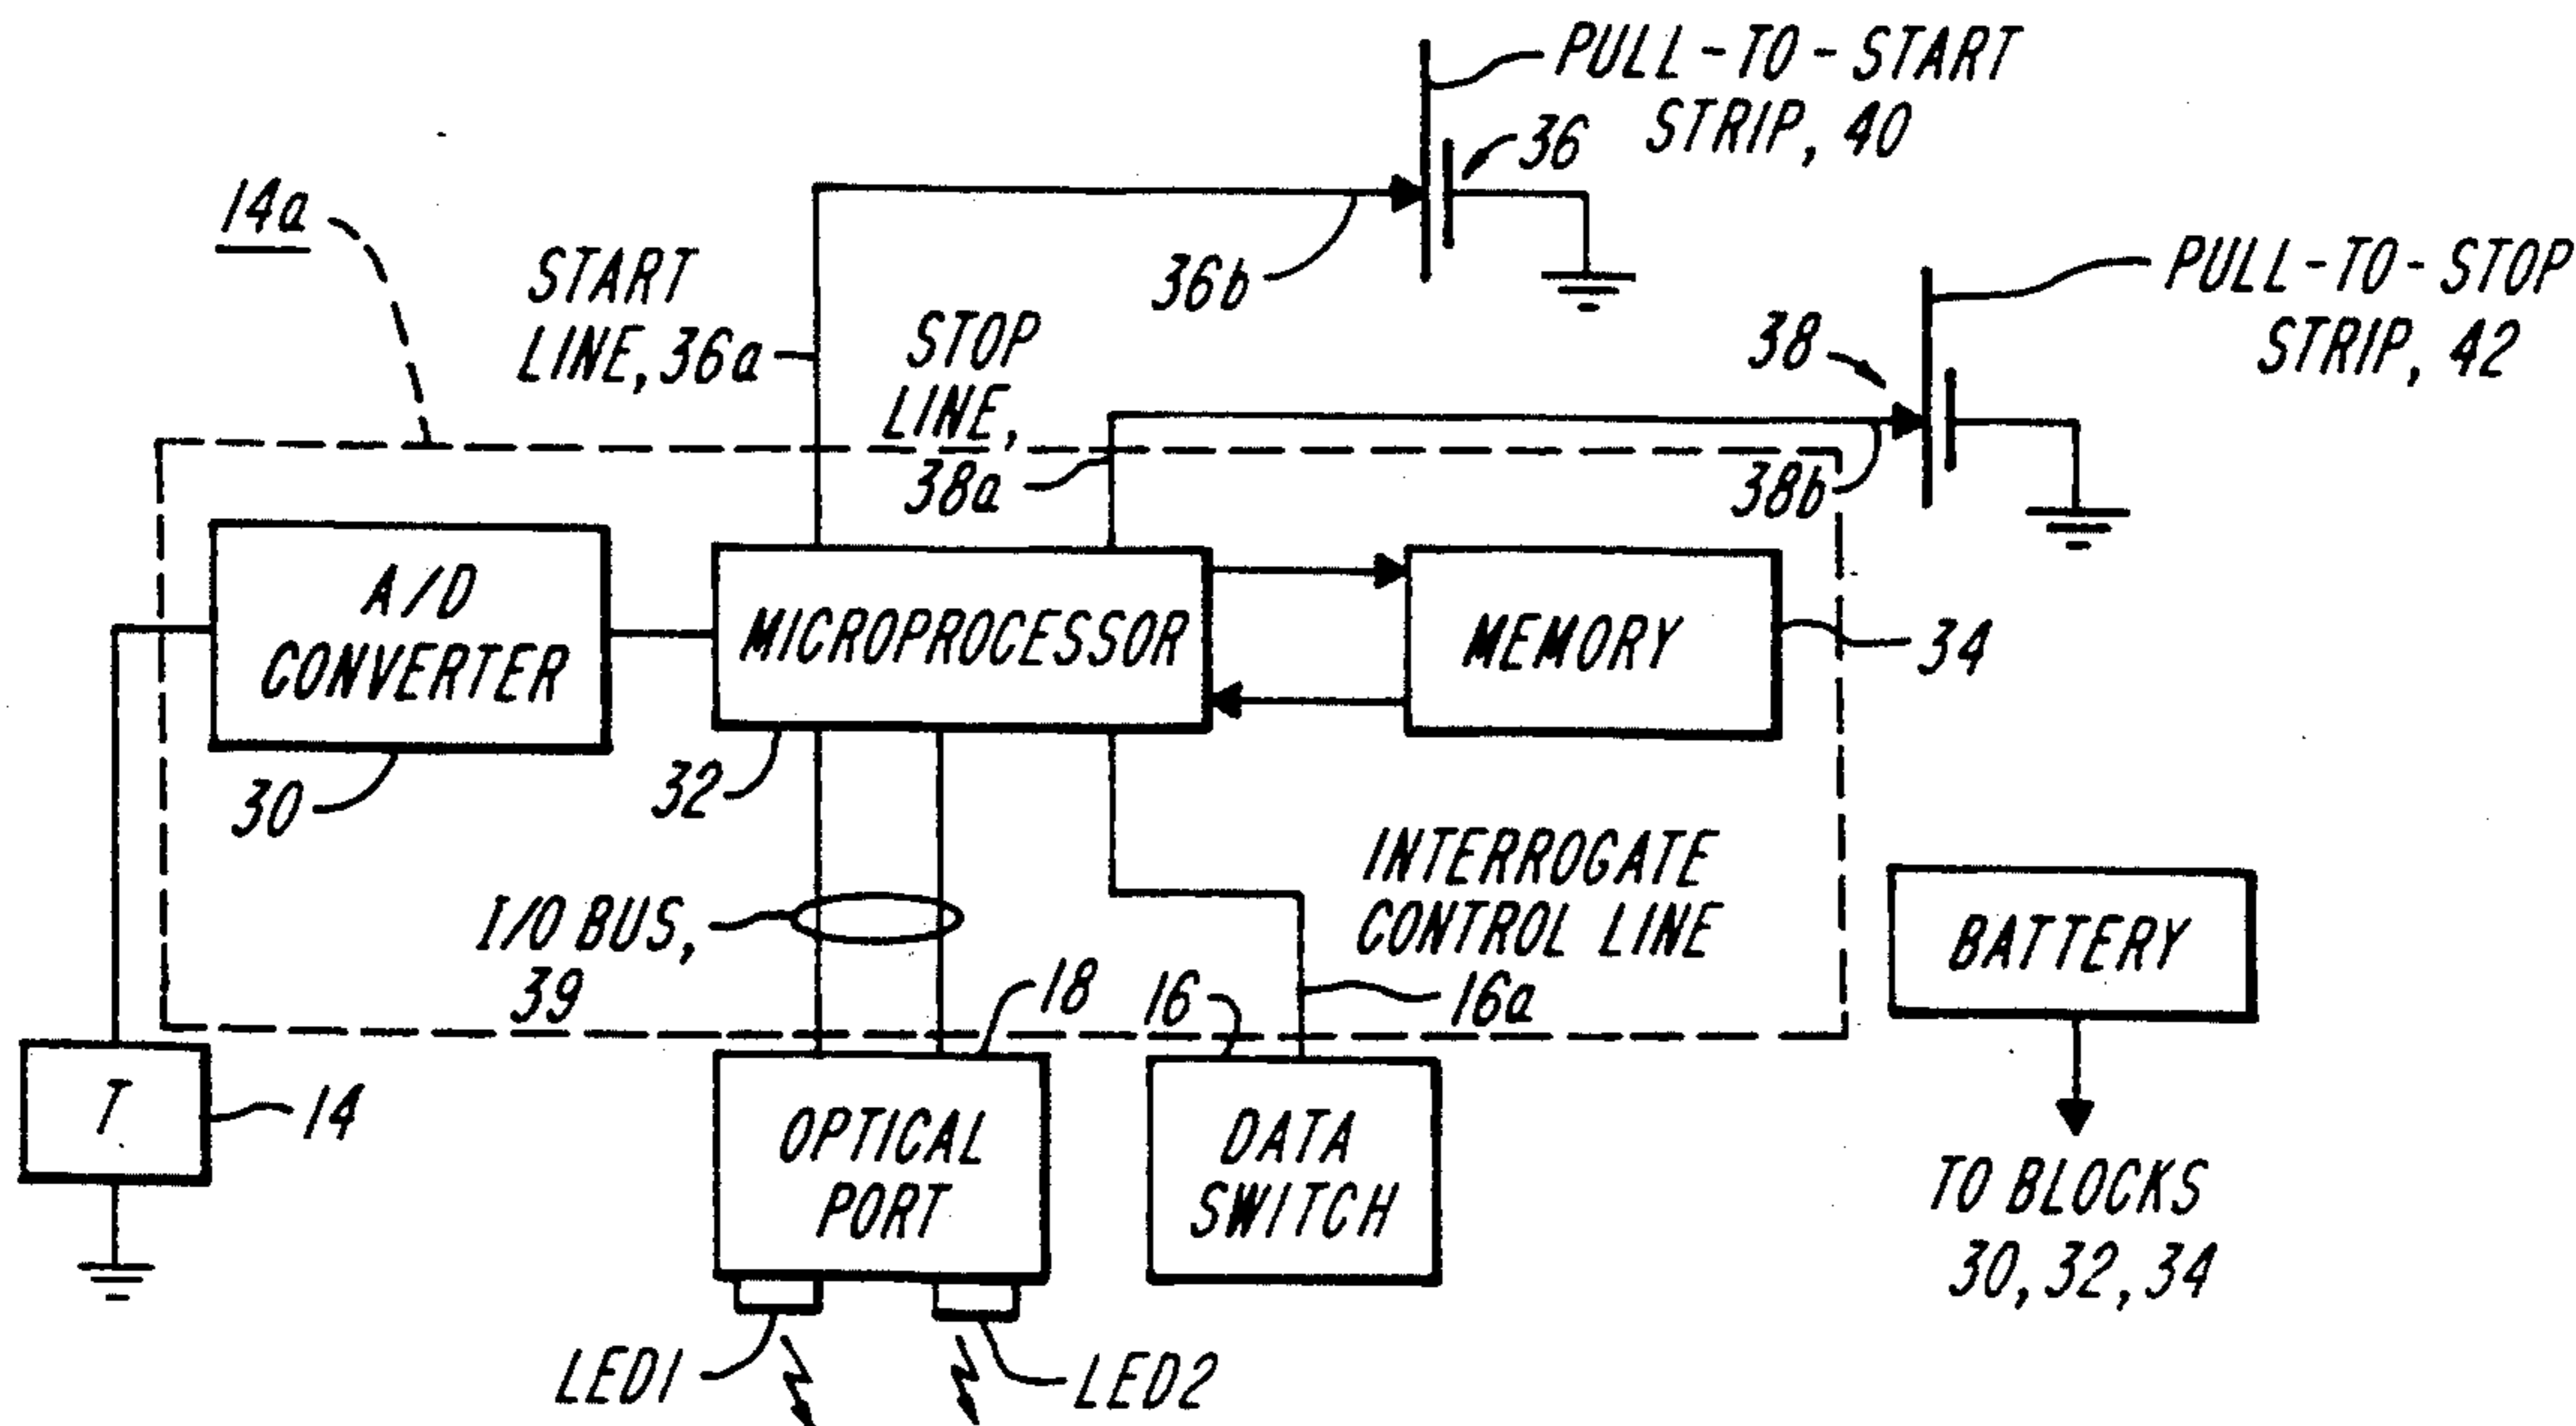 PULL-TO-START
STRIP, 40
36
14a
START
LINE, 36a
36b
STOP
LINE,
38a
PULL-TO-STOP
STRIP, 42
38
38b
A/D
CONVERTER
30
MICROPROCESSOR
32
MEMORY
34
I/O BUS,
39
INTERROGATE
CONTROL LINE
16a
18
16
BATTERY
TO BLOCKS
30, 32, 34
T
14
OPTICAL
PORT
DATA
SWITCH
LED1
LED2